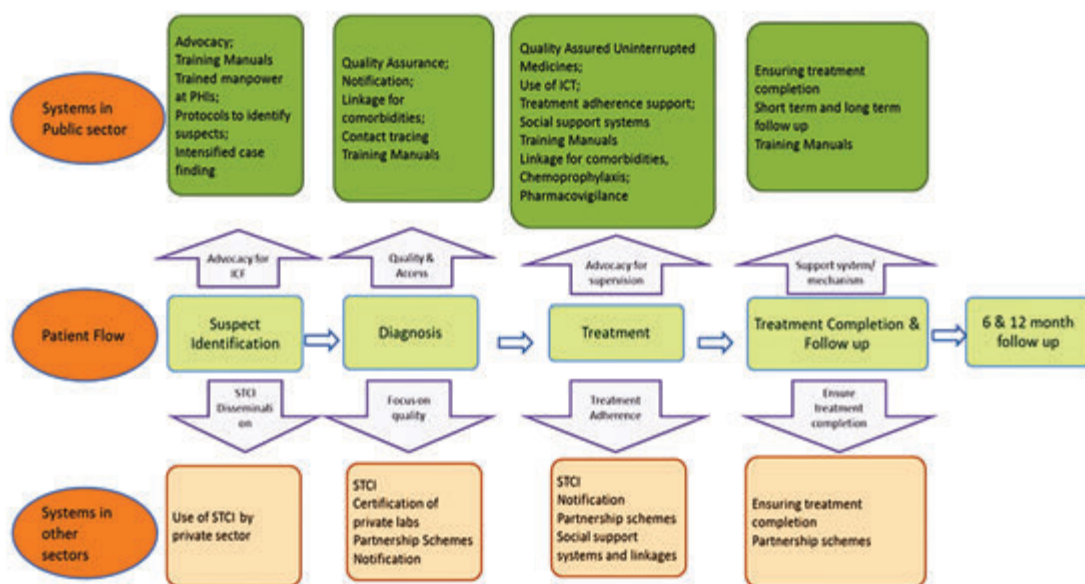 Systems in
Public sector
Advocacy;
Training Manuals
Trained manpower
at PHIs;
Protocols to identify
suspects;
Intensified case
finding
Quality Assurance;
Notification;
Linkage for
comorbidities;
Contact tracing
Training Manuals
Quality Assured Uninterrupted
Medicines;
Use of ICT;
Treatment adherence support;
Social support systems
Training Manuals
Linkage for comorbidities,
Chemoprophylaxis;
Pharmacovigilance
Ensuring treatment
completion
Short term and long term
follow up
Training Manuals
Advocacy for
ICF
Quality &
Access
Advocacy for
supervision
Support system/
mechanism
Patient Flow
Suspect
Identification
Diagnosis
Treatment
Treatment Completion &
Follow up
6 & 12 month
follow up
STCI
Disseminati
on
Focus on
quality
Treatment
Adherence
Ensure
treatment
completion
Systems in
other
sectors
Use of STCI by
private sector
STCI
Certification of
private labs
Partnership Schemes
Notification
STCI
Notification
Partnership schemes
Social support
systems and linkages
Ensuring treatment
completion
Partnership schemes